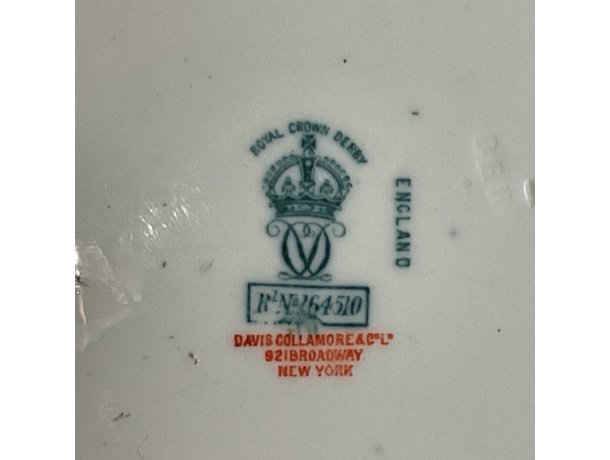 ROYAL CROWN DERBY
ENGLAND
Rᵈ Nº 164510
DAVIS COLLAMORE & Cº Lᴰ
921 BROADWAY
NEW YORK